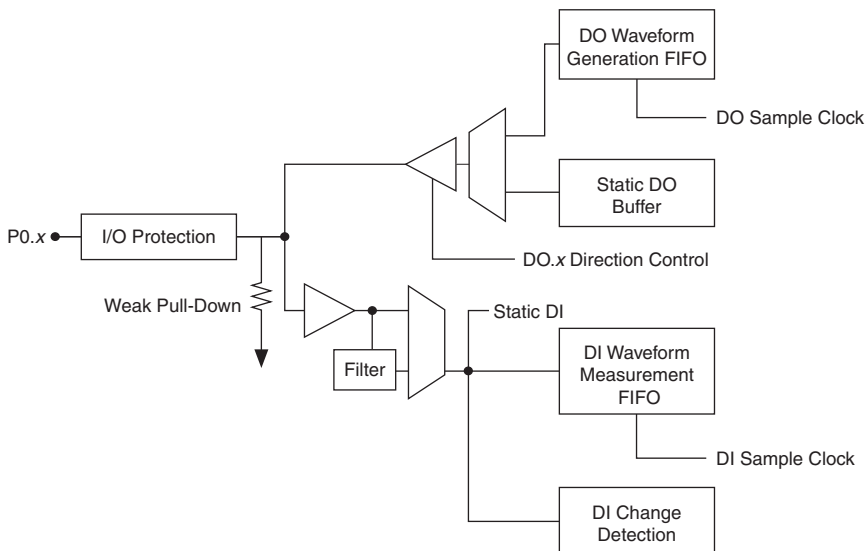 DO Waveform
Generation FIFO
DO Sample Clock
Static DO
Buffer
P0.x
I/O Protection
DO.x Direction Control
Weak Pull-Down
Static DI
Filter
DI Waveform
Measurement
FIFO
DI Sample Clock
DI Change
Detection